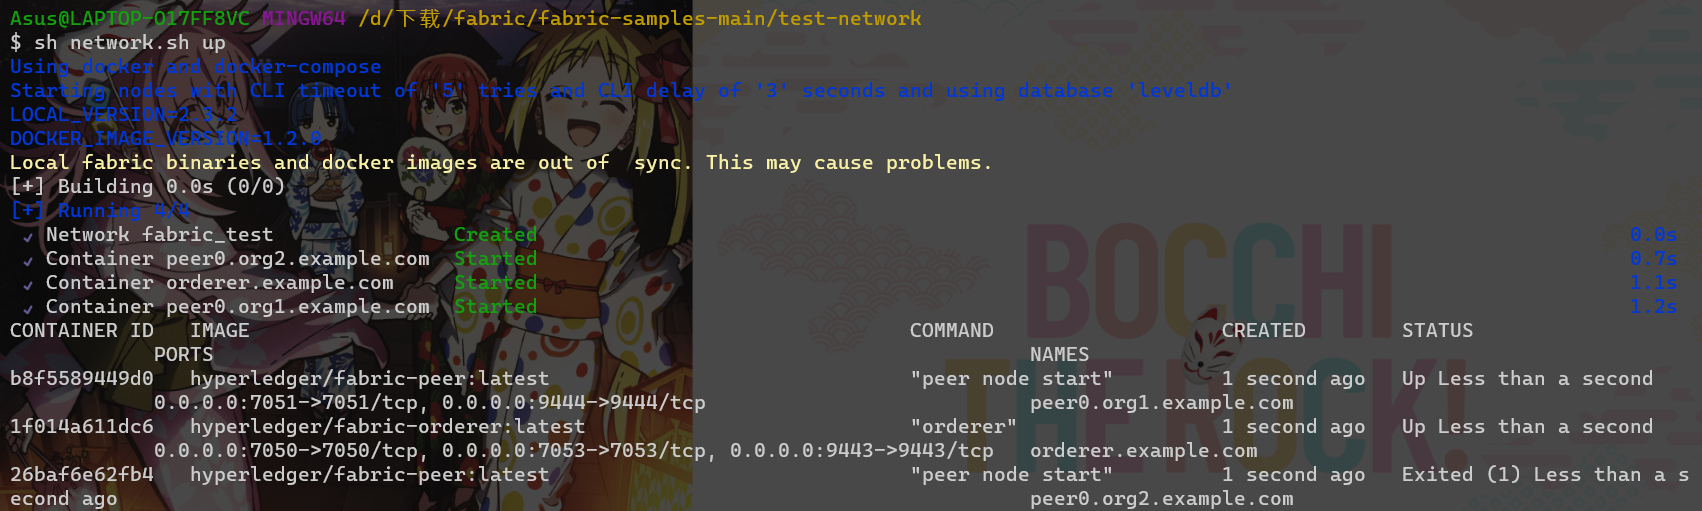 Asus@LAPTOP-O17FF8VC MINGW64 /d/下载/fabric/fabric-samples-main/test-network
$ sh network.sh up
Using docker and docker-compose
Starting nodes with CLI timeout of '5' tries and CLI delay of '3' seconds and using database 'leveldb'
LOCAL_VERSION=2.3.2
DOCKER_IMAGE_VERSION=1.2.0
Local fabric binaries and docker images are out of  sync. This may cause problems.
[+] Building 0.0s (0/0)
[+] Running 4/4
✔ Network fabric_test Created 0.0s
✔ Container peer0.org2.example.com Started 0.7s
✔ Container orderer.example.com Started 1.1s
✔ Container peer0.org1.example.com Started 1.2s
CONTAINER ID IMAGE COMMAND CREATED STATUS
PORTS NAMES
b8f5589449d0 hyperledger/fabric-peer:latest "peer node start" 1 second ago Up Less than a second
0.0.0.0:7051->7051/tcp, 0.0.0.0:9444->9444/tcp peer0.org1.example.com
1f014a611dc6 hyperledger/fabric-orderer:latest "orderer" 1 second ago Up Less than a second
0.0.0.0:7050->7050/tcp, 0.0.0.0:7053->7053/tcp, 0.0.0.0:9443->9443/tcp orderer.example.com
26baf6e62fb4 hyperledger/fabric-peer:latest "peer node start" 1 second ago Exited (1) Less than a s
econd ago peer0.org2.example.com
BOCCHI
THE ROCK!